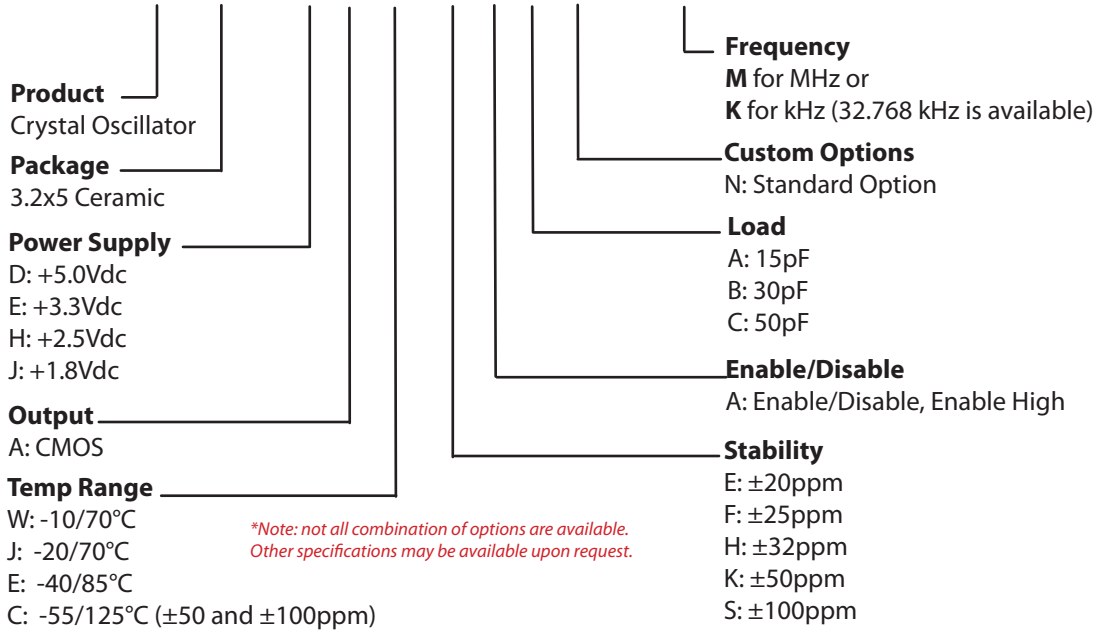 Product
Crystal Oscillator
Package
3.2x5 Ceramic
Power Supply
D: +5.0Vdc
E: +3.3Vdc
H: +2.5Vdc
J: +1.8Vdc
Output
A: CMOS
Temp Range
W: -10/70°C
J: -20/70°C
E: -40/85°C
C: -55/125°C (±50 and ±100ppm)
*Note: not all combination of options are available.
Other specifications may be available upon request.
Frequency
M for MHz or
K for kHz (32.768 kHz is available)
Custom Options
N: Standard Option
Load
A: 15pF
B: 30pF
C: 50pF
Enable/Disable
A: Enable/Disable, Enable High
Stability
E: ±20ppm
F: ±25ppm
H: ±32ppm
K: ±50ppm
S: ±100ppm